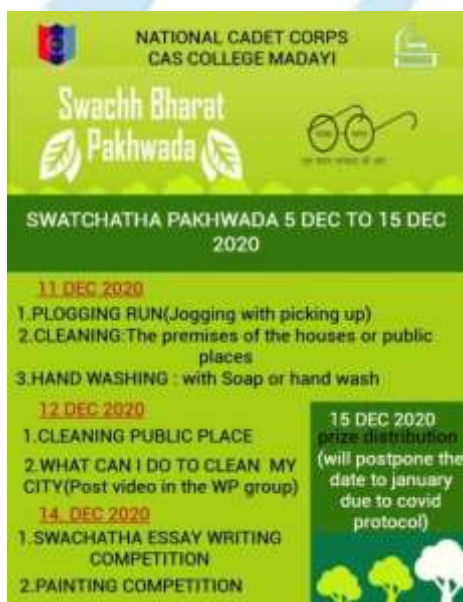 NATIONAL CADET CORPS
CAS COLLEGE MADAYI
Swachh Bharat
Pakhwada
SWATCHATHA PAKHWADA 5 DEC TO 15 DEC
2020
11 DEC 2020
1.PLOGGING RUN(Jogging with picking up)
2.CLEANING:The premises of the houses or public
places
3.HAND WASHING : with Soap or hand wash
12 DEC 2020
1.CLEANING PUBLIC PLACE
2.WHAT CAN I DO TO CLEAN MY
CITY(Post video in the WP group)
14. DEC 2020
1.SWACHATHA ESSAY WRITING
COMPETITION
2.PAINTING COMPETITION
15 DEC 2020
prize distribution
(will postpone the
date to january
due to covid
protocol)